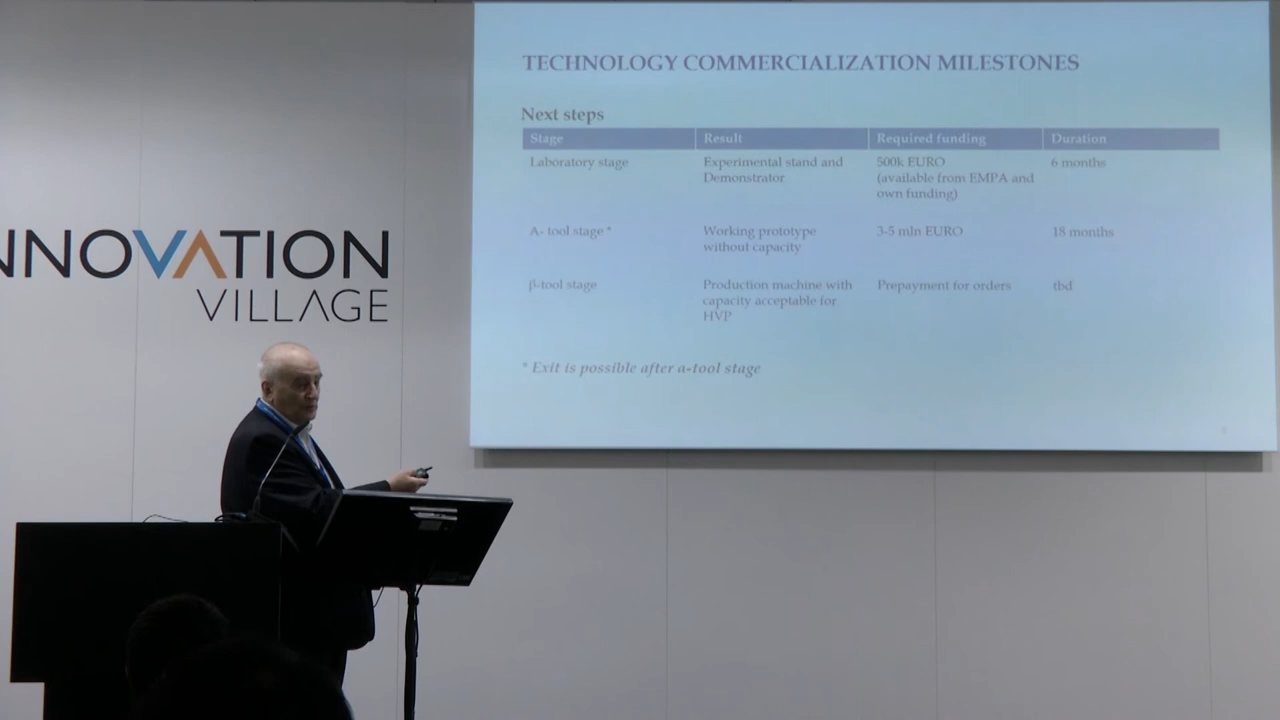 NNOVATION
VILLAGE
TECHNOLOGY COMMERCIALIZATION MILESTONES
Next steps
Stage Result Required funding Duration
Laboratory stage Experimental stand and Demonstrator 500k EURO (available from EMPA and own funding) 6 months
A- tool stage * Working prototype without capacity 3-5 mln EURO 18 months
β-tool stage Production machine with capacity acceptable for HVP Prepayment for orders tbd
* Exit is possible after a-tool stage